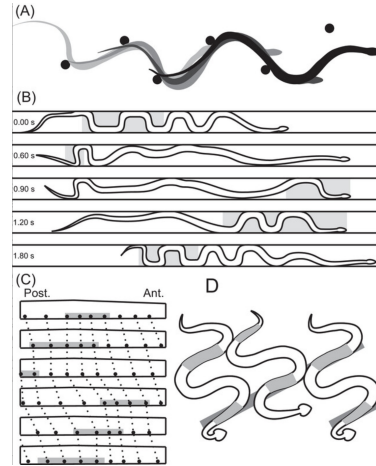 (A)
(B)
0.00 s
0.60 s
0.90 s
1.20 s
1.80 s
(C)
Post. Ant.
D